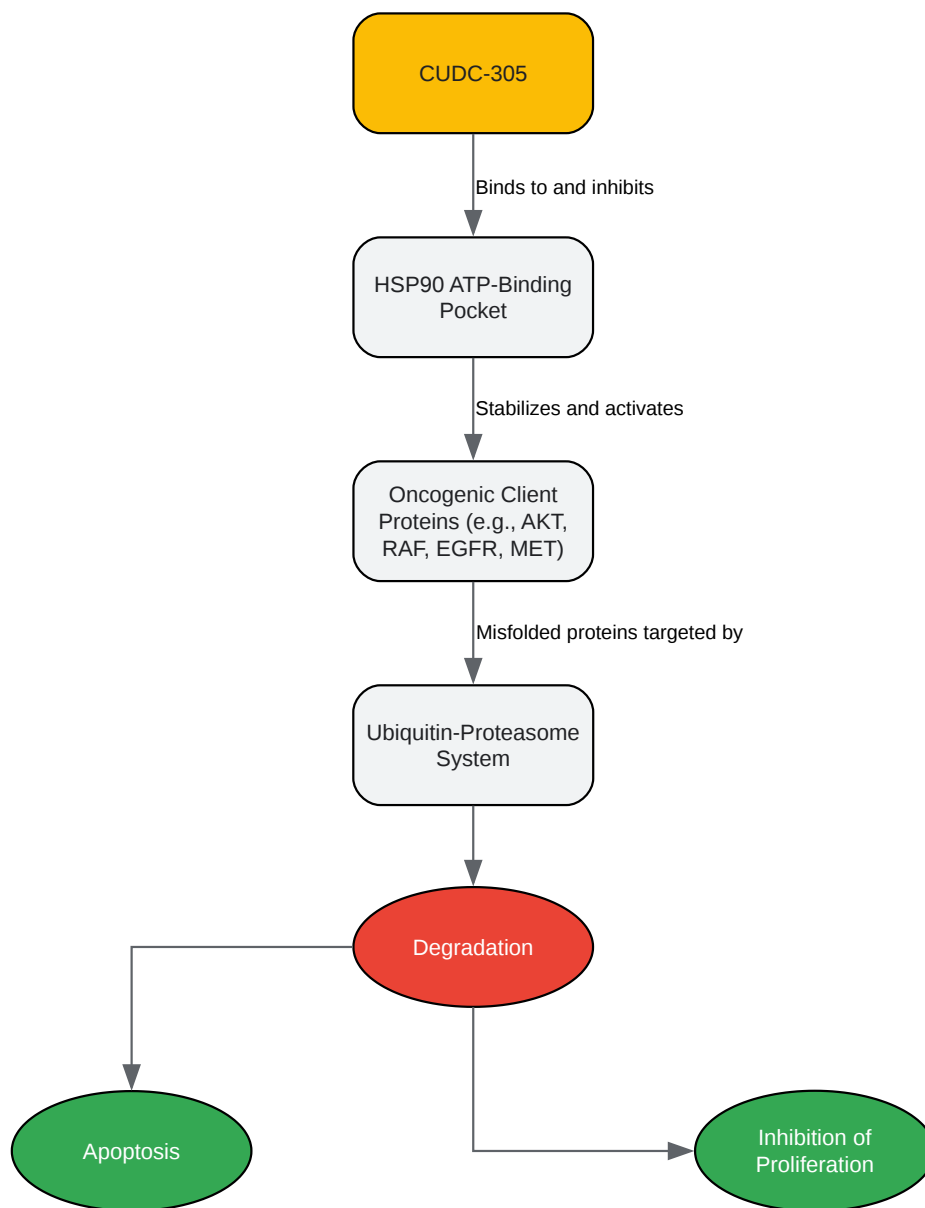 CUDC-305
Binds to and inhibits
HSP90 ATP-Binding
Pocket
Stabilizes and activates
Oncogenic Client
Proteins (e.g., AKT,
RAF, EGFR, MET)
Misfolded proteins targeted by
Ubiquitin-Proteasome
System
Degradation
Apoptosis
Inhibition of
Proliferation